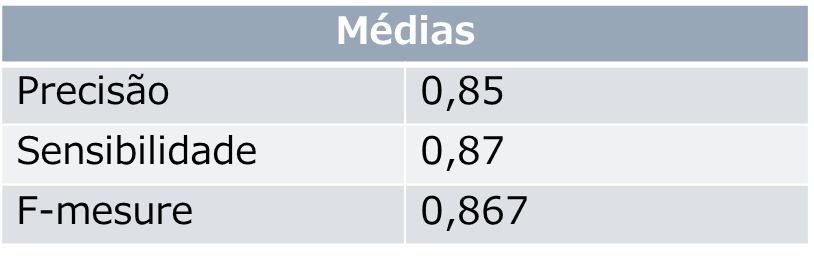 Médias
Precisão 0,85
Sensibilidade 0,87
F-mesure 0,867